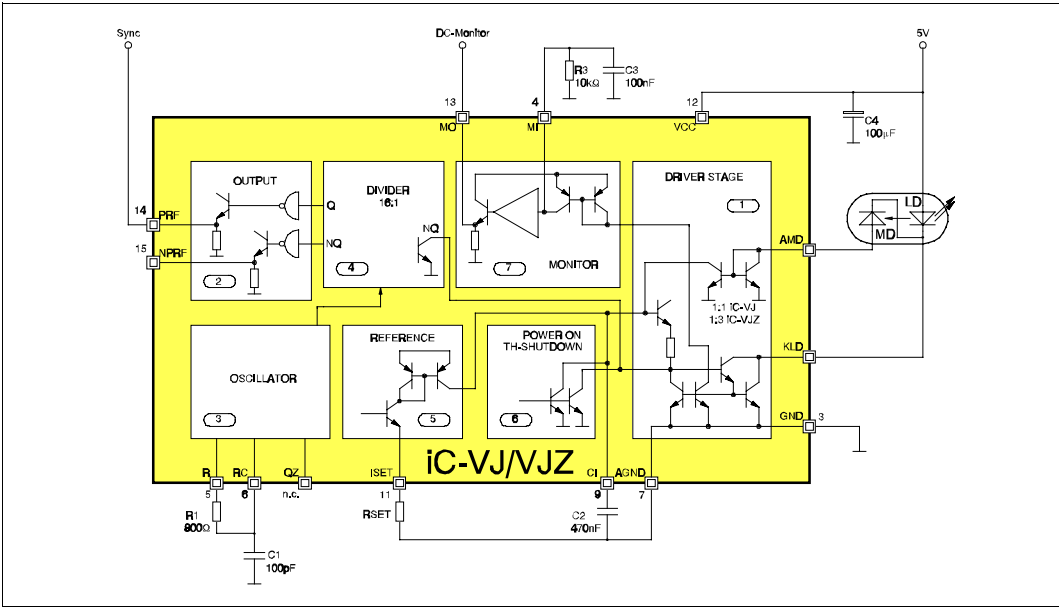 Sync
DC-Monitor
5V
R3
10kΩ
C3
100nF
13
4
12
MO
MI
VCC
C4
100µF
OUTPUT
Q
NQ
DIVIDER
16:1
NQ
4
MONITOR
7
DRIVER STAGE
1
14
PRF
15
NPRF
2
LD
MD
AMD
1:1 iC-VJ
1:3 iC-VJZ
REFERENCE
5
POWER ON
TH-SHUTDOWN
6
OSCILLATOR
3
KLD
GND
3
iC-VJ/VJZ
R
5
RC
6
QZ
n.c.
ISET
11
CI
9
AGND
7
R1
800Ω
RSET
C2
470nF
C1
100pF